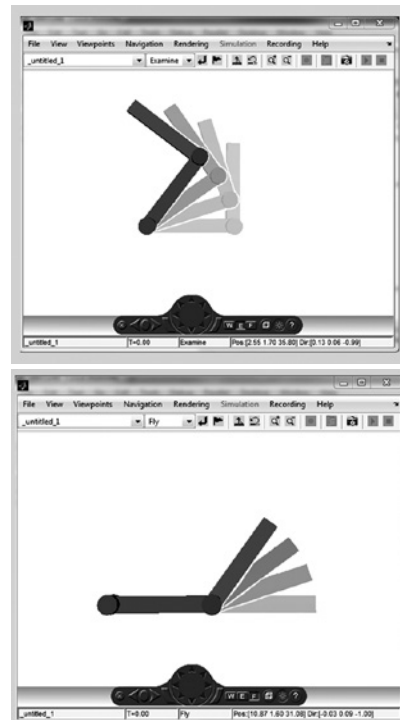 File View Viewpoints Navigation Rendering Simulation Recording Help
_untitled_1 Examine
W E F ?
_untitled_1 T=0.00 Examine Pos:[2.55 1.70 35.80] Dir:[0.13 0.06 -0.99]
File View Viewpoints Navigation Rendering Simulation Recording Help
_untitled_1 Fly
W E F ?
_untitled_1 T=0.00 Fly Pos:[10.87 1.60 31.08] Dir:[-0.03 0.09 -1.00]